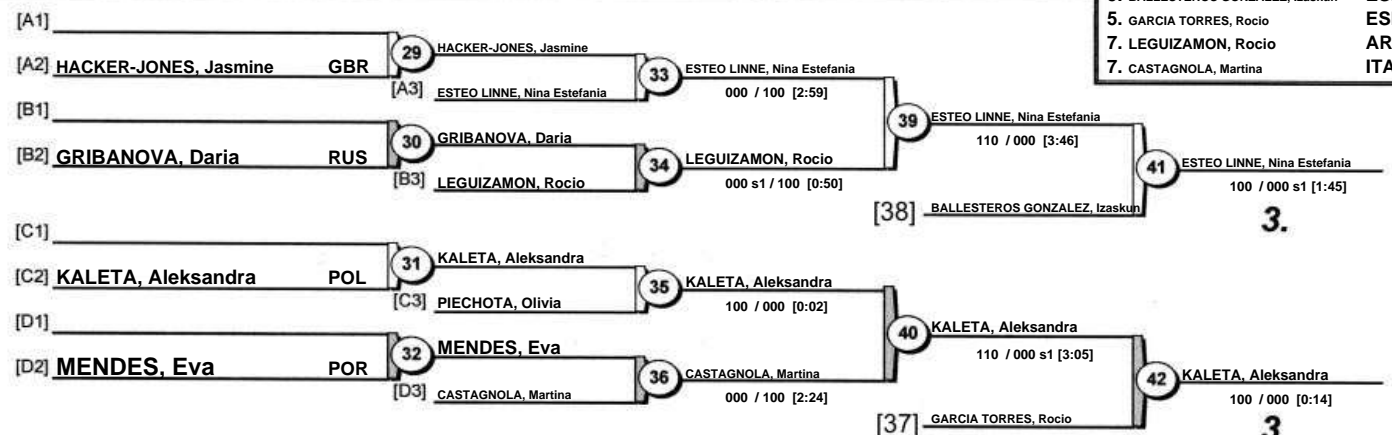 5. GARCIA TORRES, Rocio
7. LEGUIZAMON, Rocio
7. CASTAGNOLA, Martina ITA
[A1]
[A2] HACKER-JONES, Jasmine GBR
29
HACKER-JONES, Jasmine
[A3] ESTEO LINNE, Nina Estefania
33
ESTEO LINNE, Nina Estefania
000 / 100 [2:59]
[B1]
[B2] GRIBANOVA, Daria RUS
30
GRIBANOVA, Daria
[B3] LEGUIZAMON, Rocio
34
LEGUIZAMON, Rocio
000 s1 / 100 [0:50]
39
ESTEO LINNE, Nina Estefania
110 / 000 [3:46]
[38] BALLESTEROS GONZALEZ, Izaskun
41
ESTEO LINNE, Nina Estefania
100 / 000 s1 [1:45]
3.
[C1]
[C2] KALETA, Aleksandra POL
31
KALETA, Aleksandra
[C3] PIECHOTA, Olivia
35
KALETA, Aleksandra
100 / 000 [0:02]
[D1]
[D2] MENDES, Eva POR
32
MENDES, Eva
[D3] CASTAGNOLA, Martina
36
CASTAGNOLA, Martina
000 / 100 [2:24]
40
KALETA, Aleksandra
110 / 000 s1 [3:05]
[37] GARCIA TORRES, Rocio
42
KALETA, Aleksandra
100 / 000 [0:14]
3